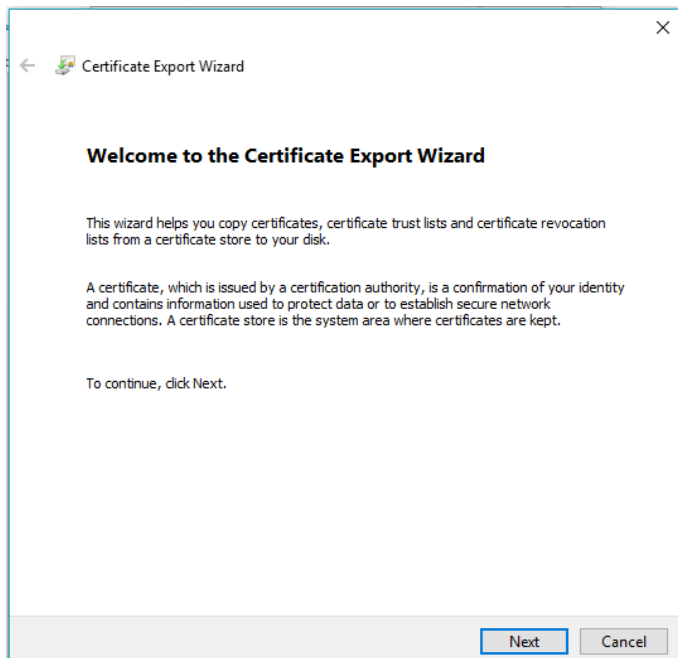 Certificate Export Wizard
Welcome to the Certificate Export Wizard
This wizard helps you copy certificates, certificate trust lists and certificate revocation
lists from a certificate store to your disk.
A certificate, which is issued by a certification authority, is a confirmation of your identity
and contains information used to protect data or to establish secure network
connections. A certificate store is the system area where certificates are kept.
To continue, click Next.
Next Cancel